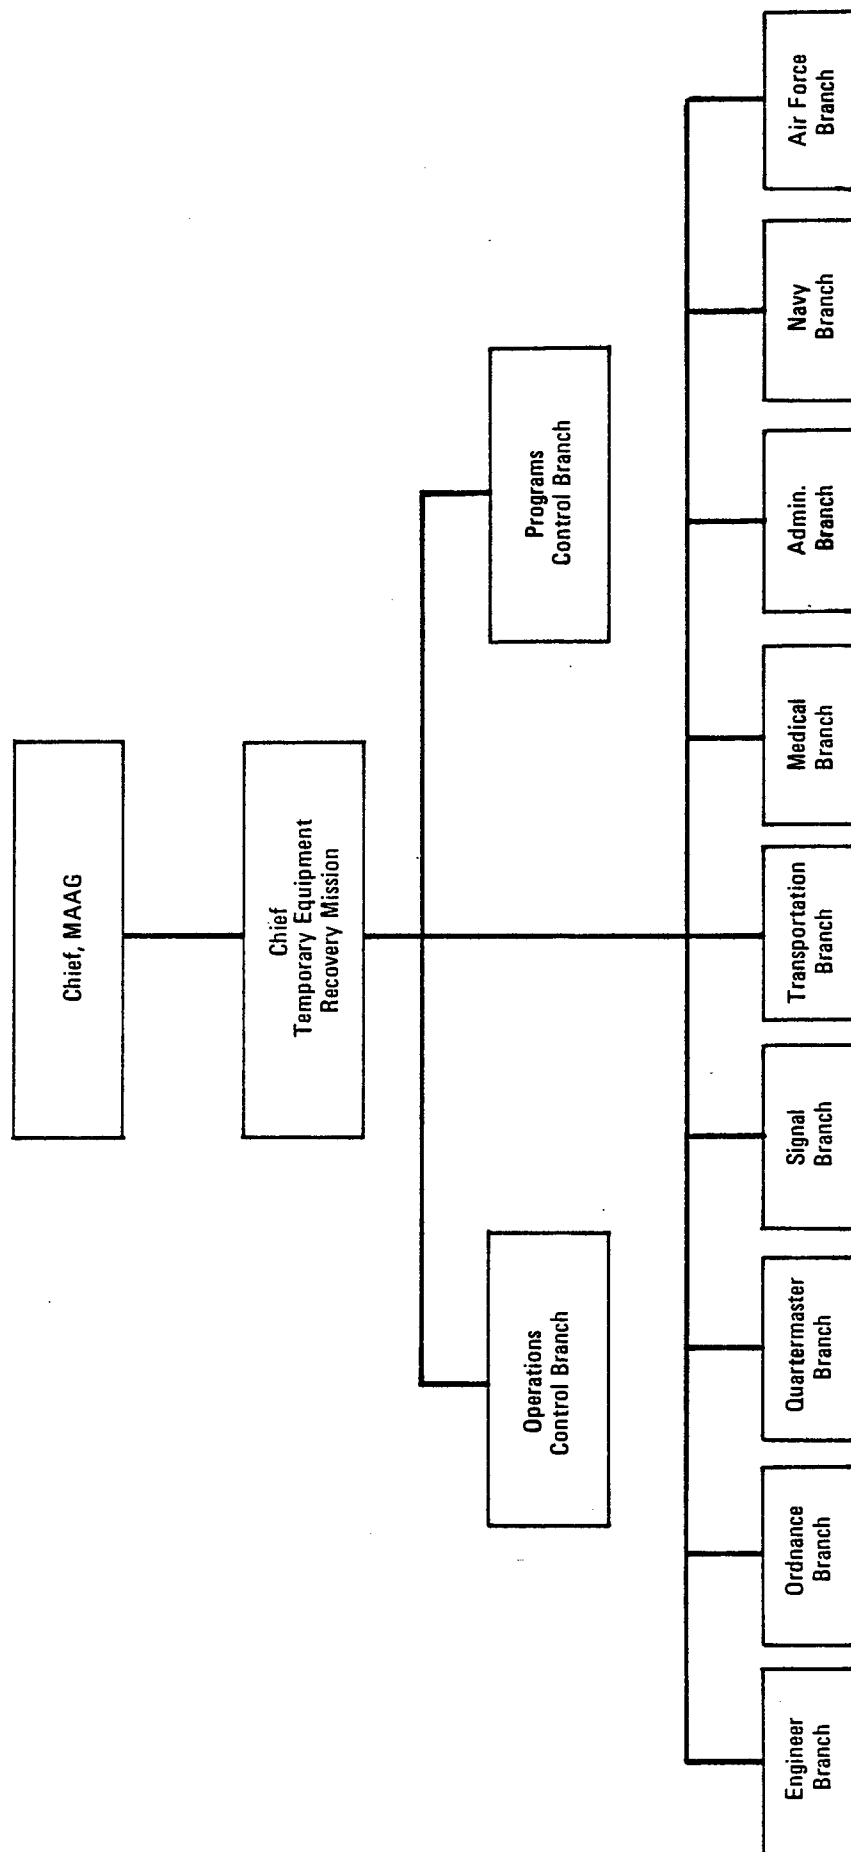 Chief, MAAG
Chief
Temporary Equipment
Recovery Mission
Operations
Control Branch
Programs
Control Branch
Engineer
Branch
Ordnance
Branch
Quartermaster
Branch
Signal
Branch
Transportation
Branch
Medical
Branch
Admin.
Branch
Navy
Branch
Air Force
Branch